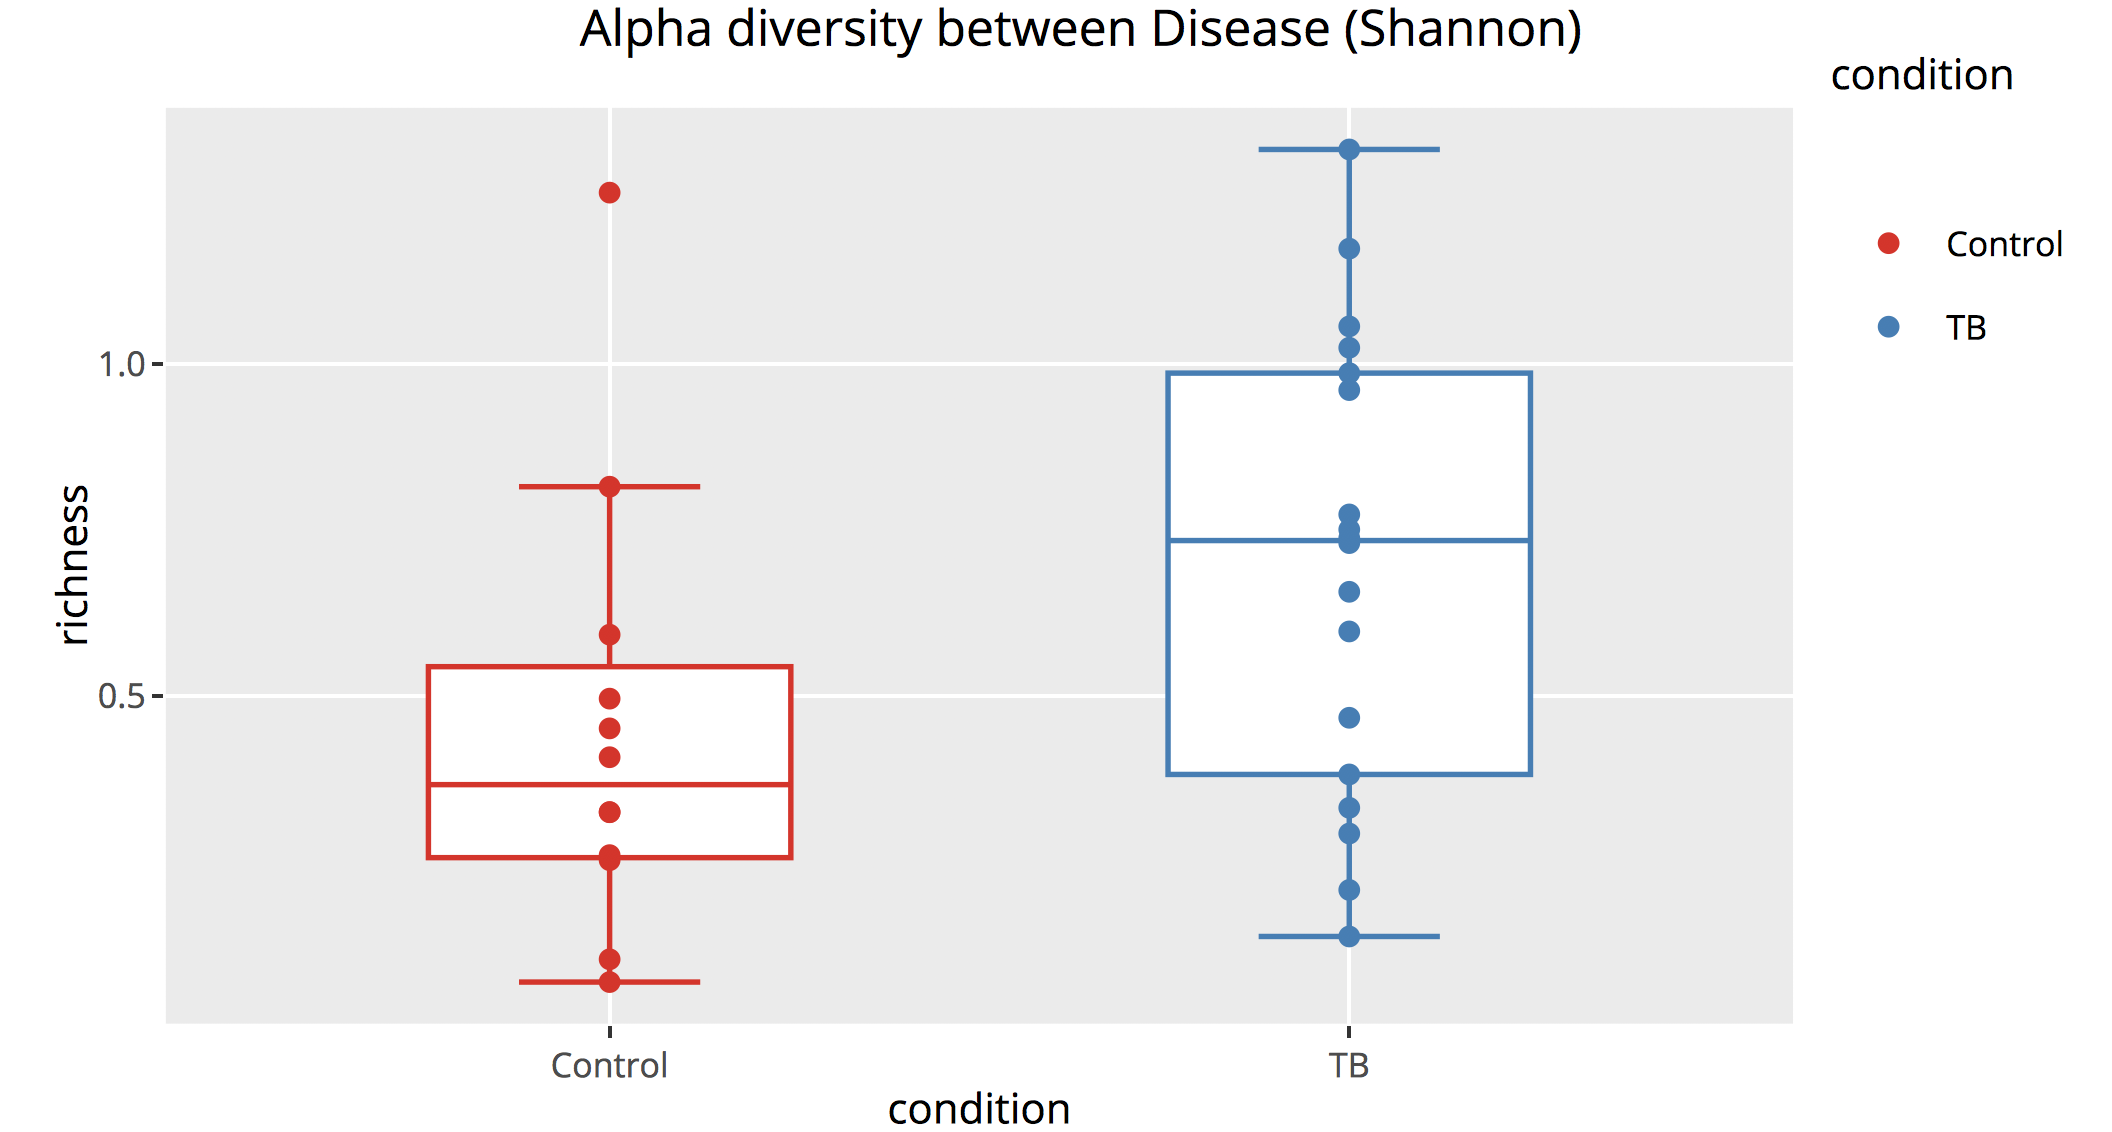 Alpha diversity between Disease (Shannon)
condition
Control
TB
1.0
0.5
richness
Control
TB
condition